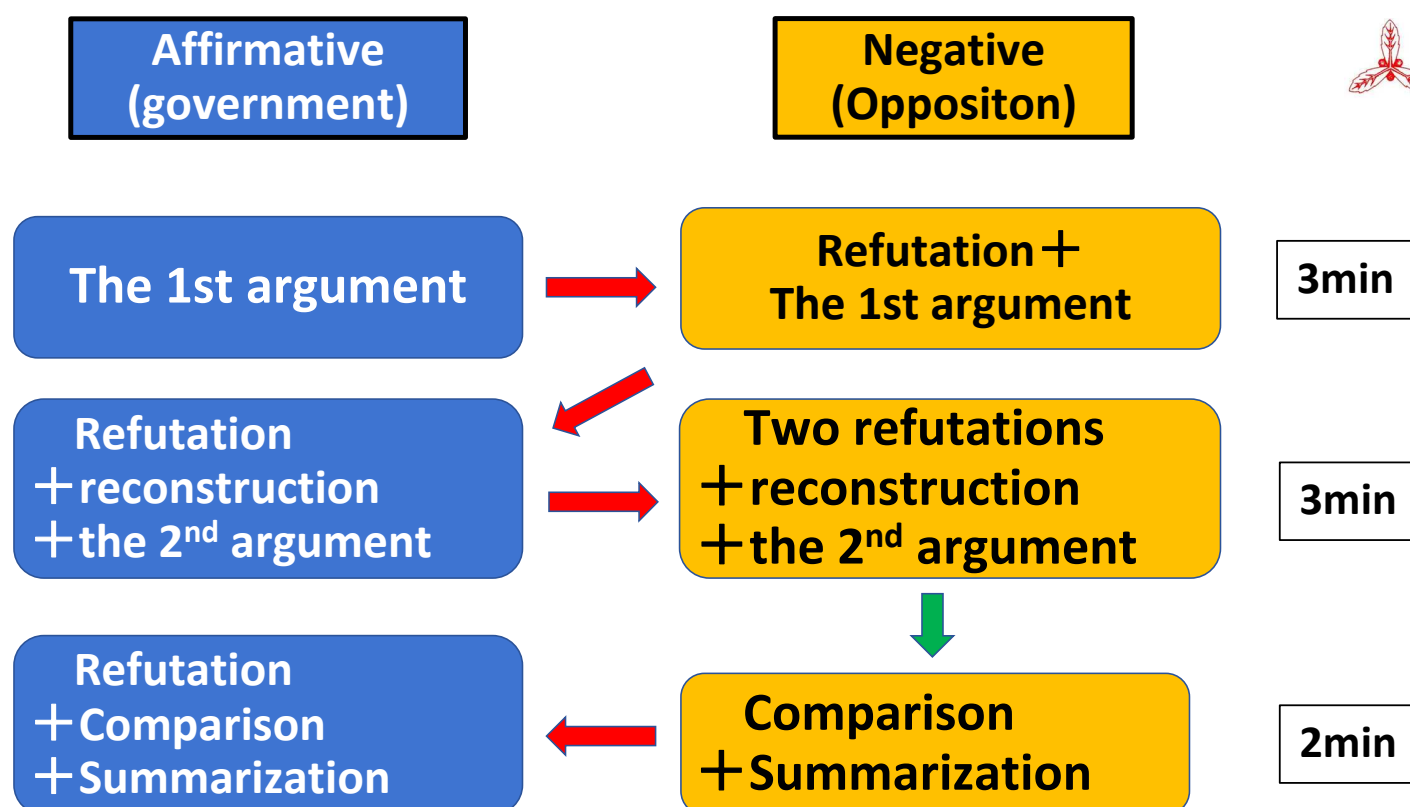 Affirmative
(government)
Negative
(Oppositon)
The 1st argument
Refutation＋
The 1st argument
3min
Refutation
＋reconstruction
＋the 2nd argument
Two refutations
＋reconstruction
＋the 2nd argument
3min
Refutation
＋Comparison
＋Summarization
Comparison
＋Summarization
2min